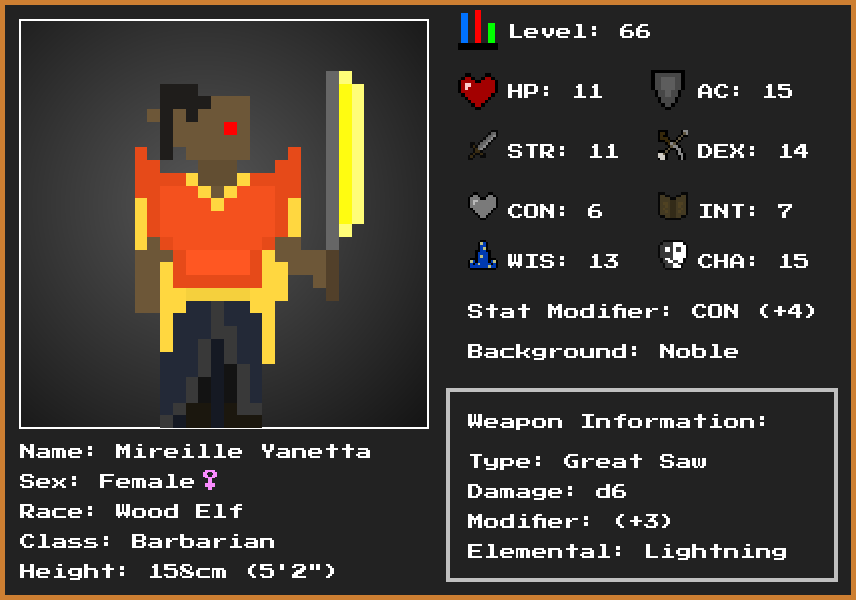 Level: 66
HP: 11
AC: 15
STR: 11
DEX: 14
CON: 6
INT: 7
WIS: 13
CHA: 15
Stat Modifier: CON (+4)
Background: Noble
Weapon Information:
Type: Great Saw
Damage: d6
Modifier: (+3)
Elemental: Lightning
Name: Mireille Yanetta
Sex: Female♀
Race: Wood Elf
Class: Barbarian
Height: 158cm (5'2")